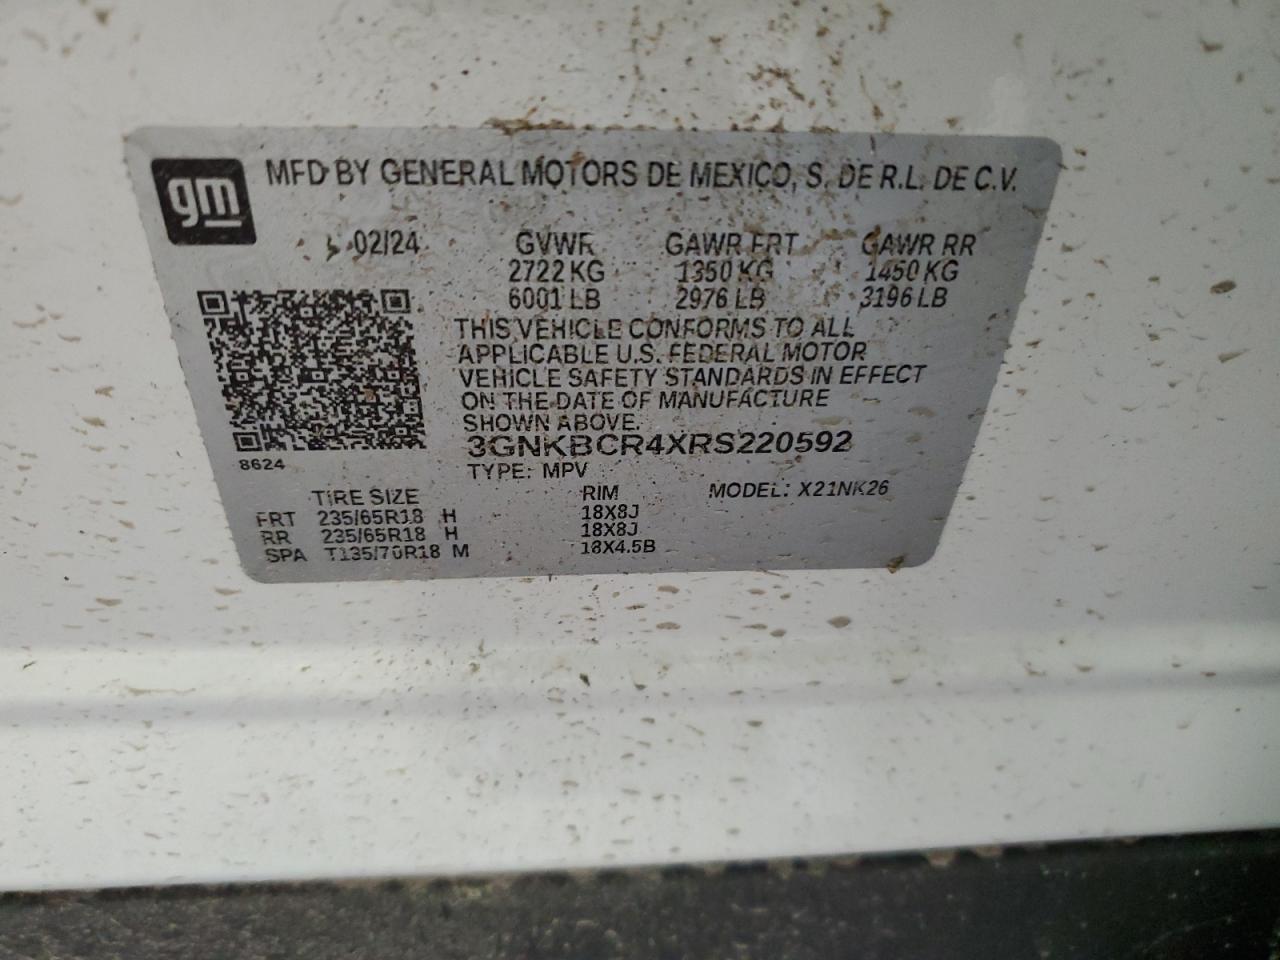 gm MFD BY GENERAL MOTORS DE MEXICO, S. DE R.L. DE C.V.
02/24 GVWR GAWR FRT GAWR RR
2722 KG 1350 KG 1450 KG
6001 LB 2976 LB 3196 LB
THIS VEHICLE CONFORMS TO ALL
APPLICABLE U.S. FEDERAL MOTOR
VEHICLE SAFETY STANDARDS IN EFFECT
ON THE DATE OF MANUFACTURE
SHOWN ABOVE.
3GNKBCR4XRS220592
8624 TYPE: MPV
TIRE SIZE RIM MODEL: X21NK26
FRT 235/65R18 H 18X8J
RR 235/65R18 H 18X8J
SPA T135/70R18 M 18X4.5B